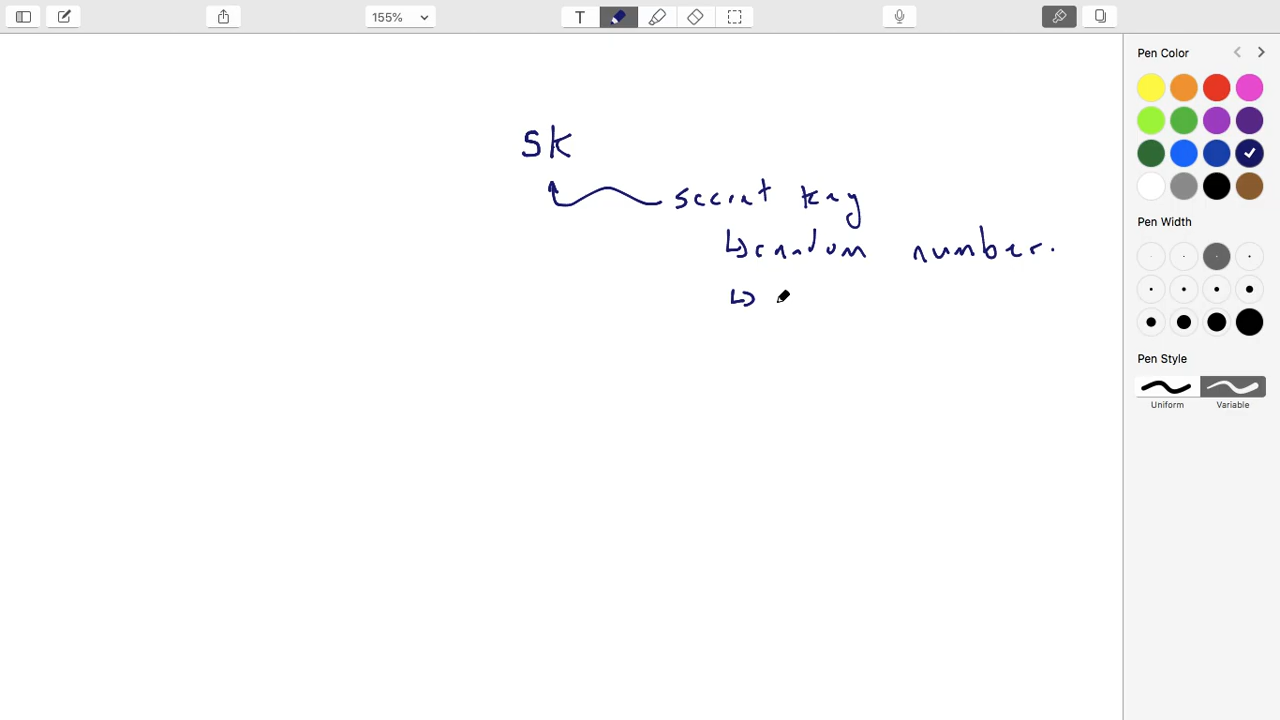 155%
T
Pen Color
SK
secret key
↳ random number.
↳
Pen Width
Pen Style
Uniform Variable